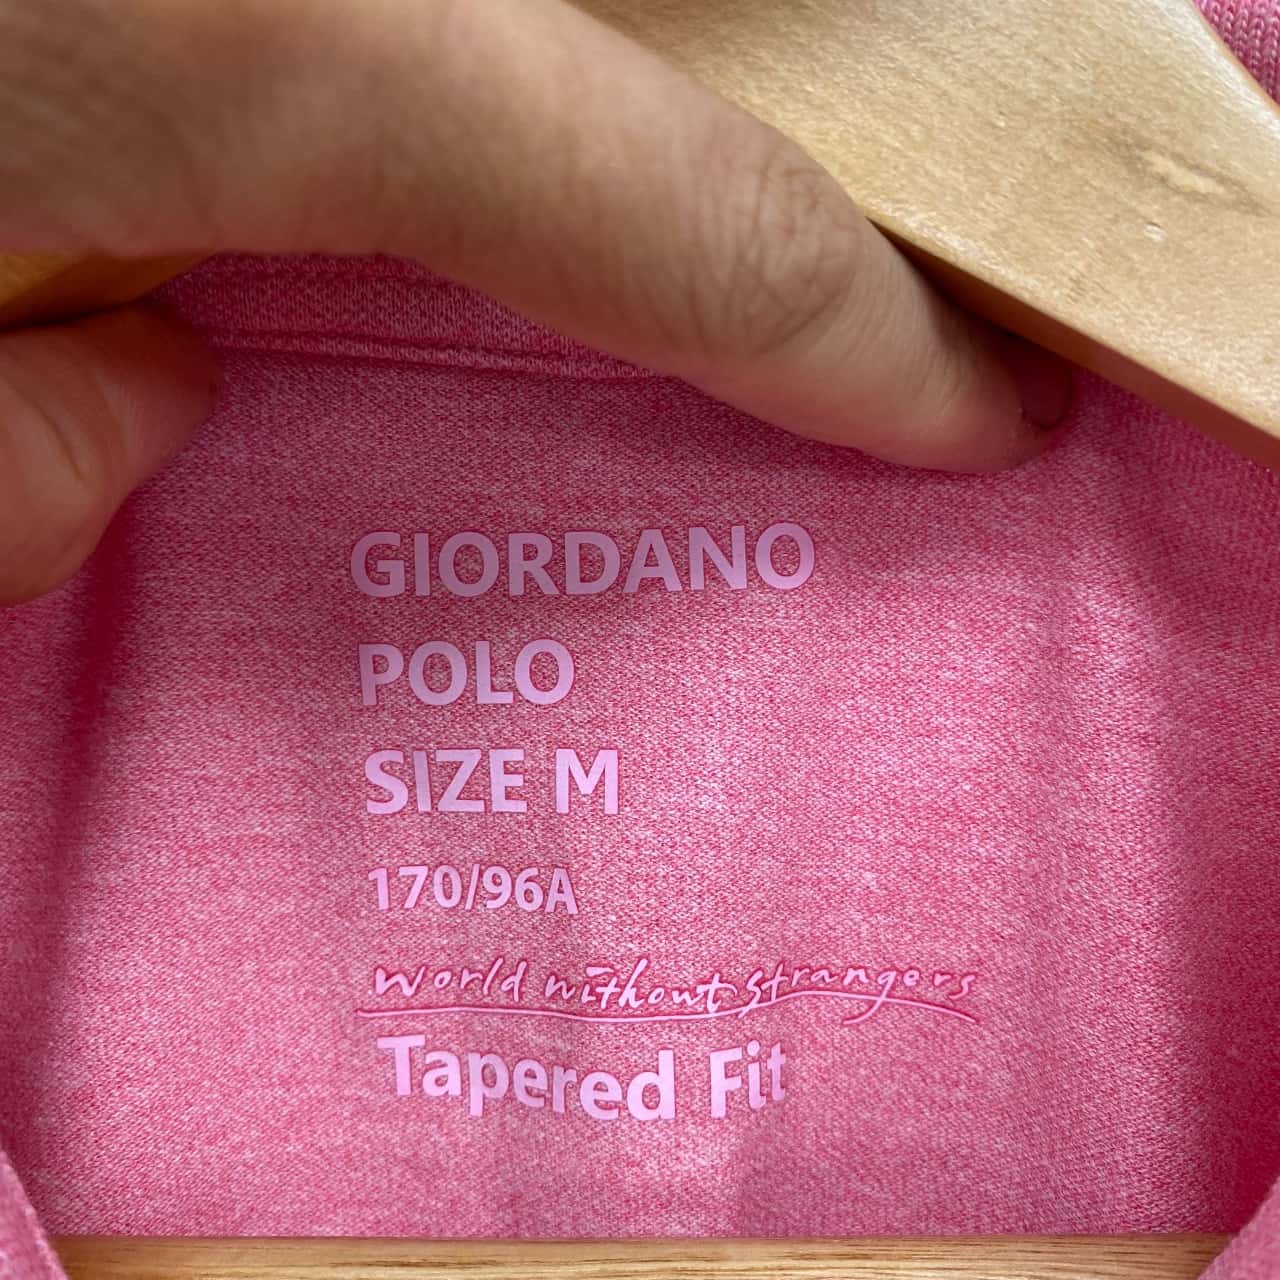 GIORDANO
POLO
SIZE M
170/96A
World without strangers
Tapered Fit